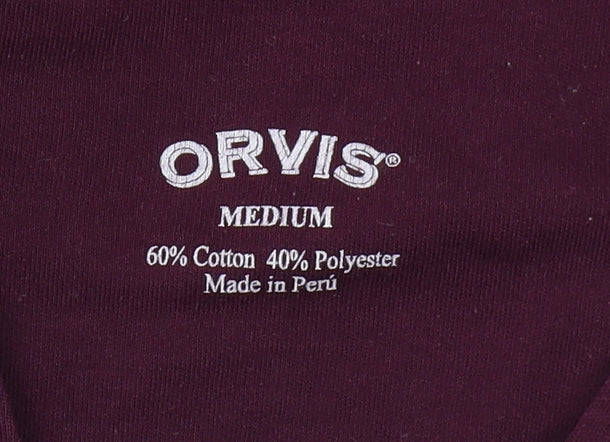 ORVIS®
MEDIUM
60% Cotton 40% Polyester
Made in Perú